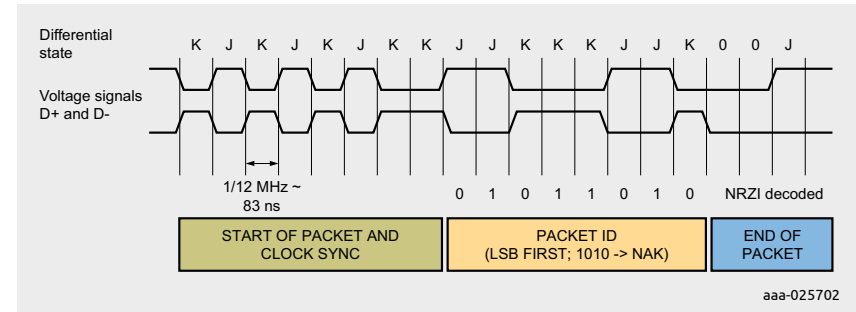 Differential
state
K J K J K J K K J J K K K J J K 0 0 J
Voltage signals
D+ and D-
1/12 MHz ~
83 ns
0 1 0 1 1 0 1 0 NRZI decoded
START OF PACKET AND
CLOCK SYNC
PACKET ID
(LSB FIRST; 1010 -> NAK)
END OF
PACKET
aaa-025702